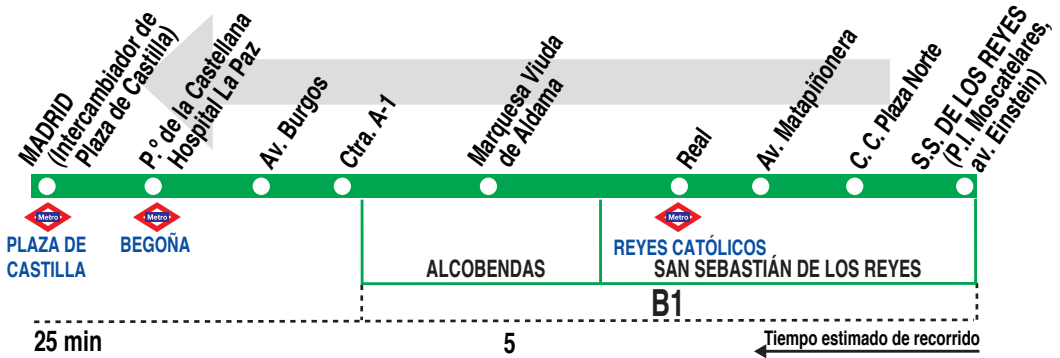 MADRID
(Intercambiador de
Plaza de Castilla)
P.º de la Castellana
Hospital La Paz
Av. Burgos
Ctra. A-1
Marquesa Viuda
de Aldama
Real
Av. Matapiñonera
C. C. Plaza Norte
S.S. DE LOS REYES
(P.I. Moscatelares,
av. Einstein)
Metro
PLAZA DE
CASTILLA
Metro
BEGOÑA
Metro
REYES CATÓLICOS
ALCOBENDAS
SAN SEBASTIÁN DE LOS REYES
B1
25 min
5
Tiempo estimado de recorrido